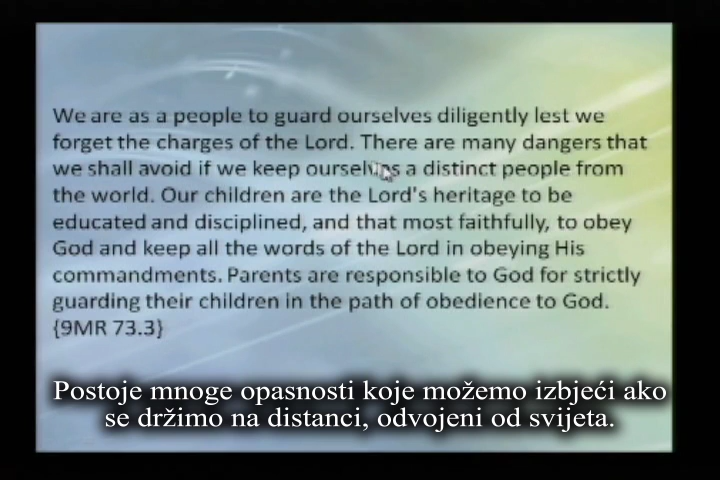 We are as a people to guard ourselves diligently lest we
forget the charges of the Lord. There are many dangers that
we shall avoid if we keep ourselves a distinct people from
the world. Our children are the Lord's heritage to be
educated and disciplined, and that most faithfully, to obey
God and keep all the words of the Lord in obeying His
commandments. Parents are responsible to God for strictly
guarding their children in the path of obedience to God.
{9MR 73.3}
Postoje mnoge opasnosti koje možemo izbjeći ako
se držimo na distanci, odvojeni od svijeta.